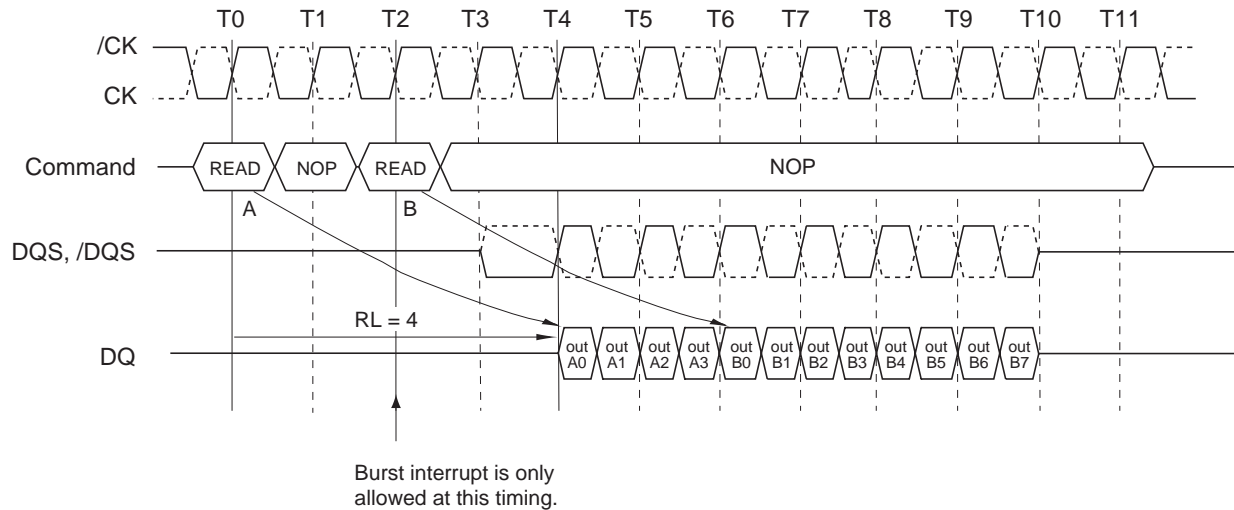 T0 T1 T2 T3 T4 T5 T6 T7 T8 T9 T10 T11
/CK
CK
Command READ NOP READ NOP
A B
DQS, /DQS
RL = 4
DQ
out out out out out out out out out out out out
A0 A1 A2 A3 B0 B1 B2 B3 B4 B5 B6 B7
Burst interrupt is only
allowed at this timing.